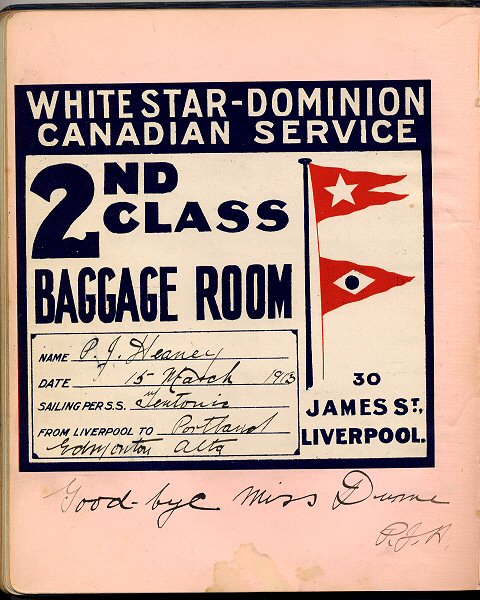 WHITE STAR-DOMINION
CANADIAN SERVICE
2ND
CLASS
BAGGAGE ROOM
NAME P. J. Heaney
DATE 15 March 1913
SAILING PER S.S. Teutonic
FROM LIVERPOOL TO Portland
Edmonton Alta
30
JAMES ST.,
LIVERPOOL.
Good-bye Miss Dunne
P.J.H.